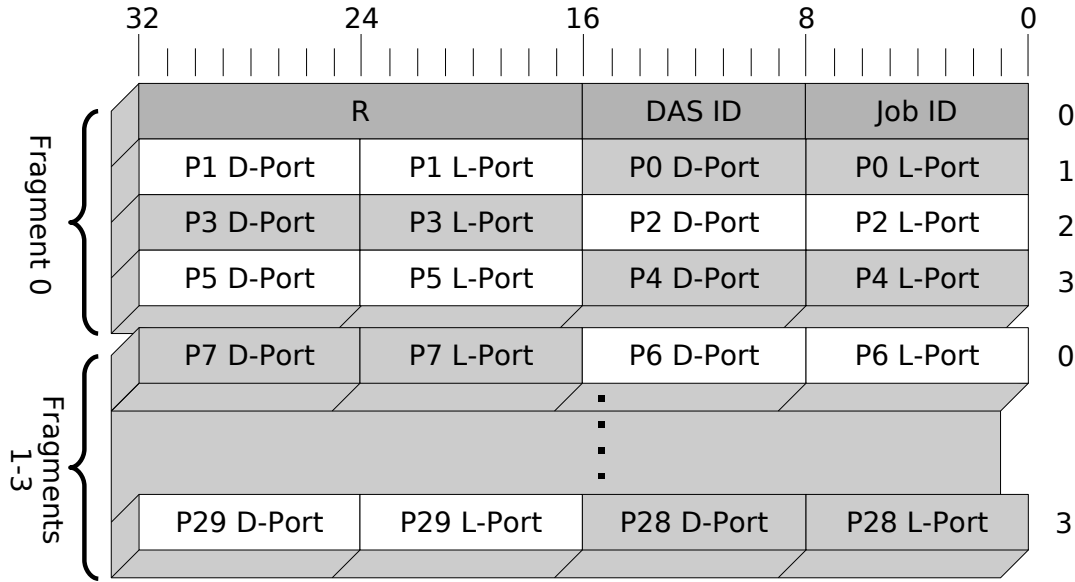 32 24 16 8 0
R DAS ID Job ID 0
P1 D-Port P1 L-Port P0 D-Port P0 L-Port 1
P3 D-Port P3 L-Port P2 D-Port P2 L-Port 2
P5 D-Port P5 L-Port P4 D-Port P4 L-Port 3
Fragment 0
P7 D-Port P7 L-Port P6 D-Port P6 L-Port 0
Fragments
1-3
P29 D-Port P29 L-Port P28 D-Port P28 L-Port 3